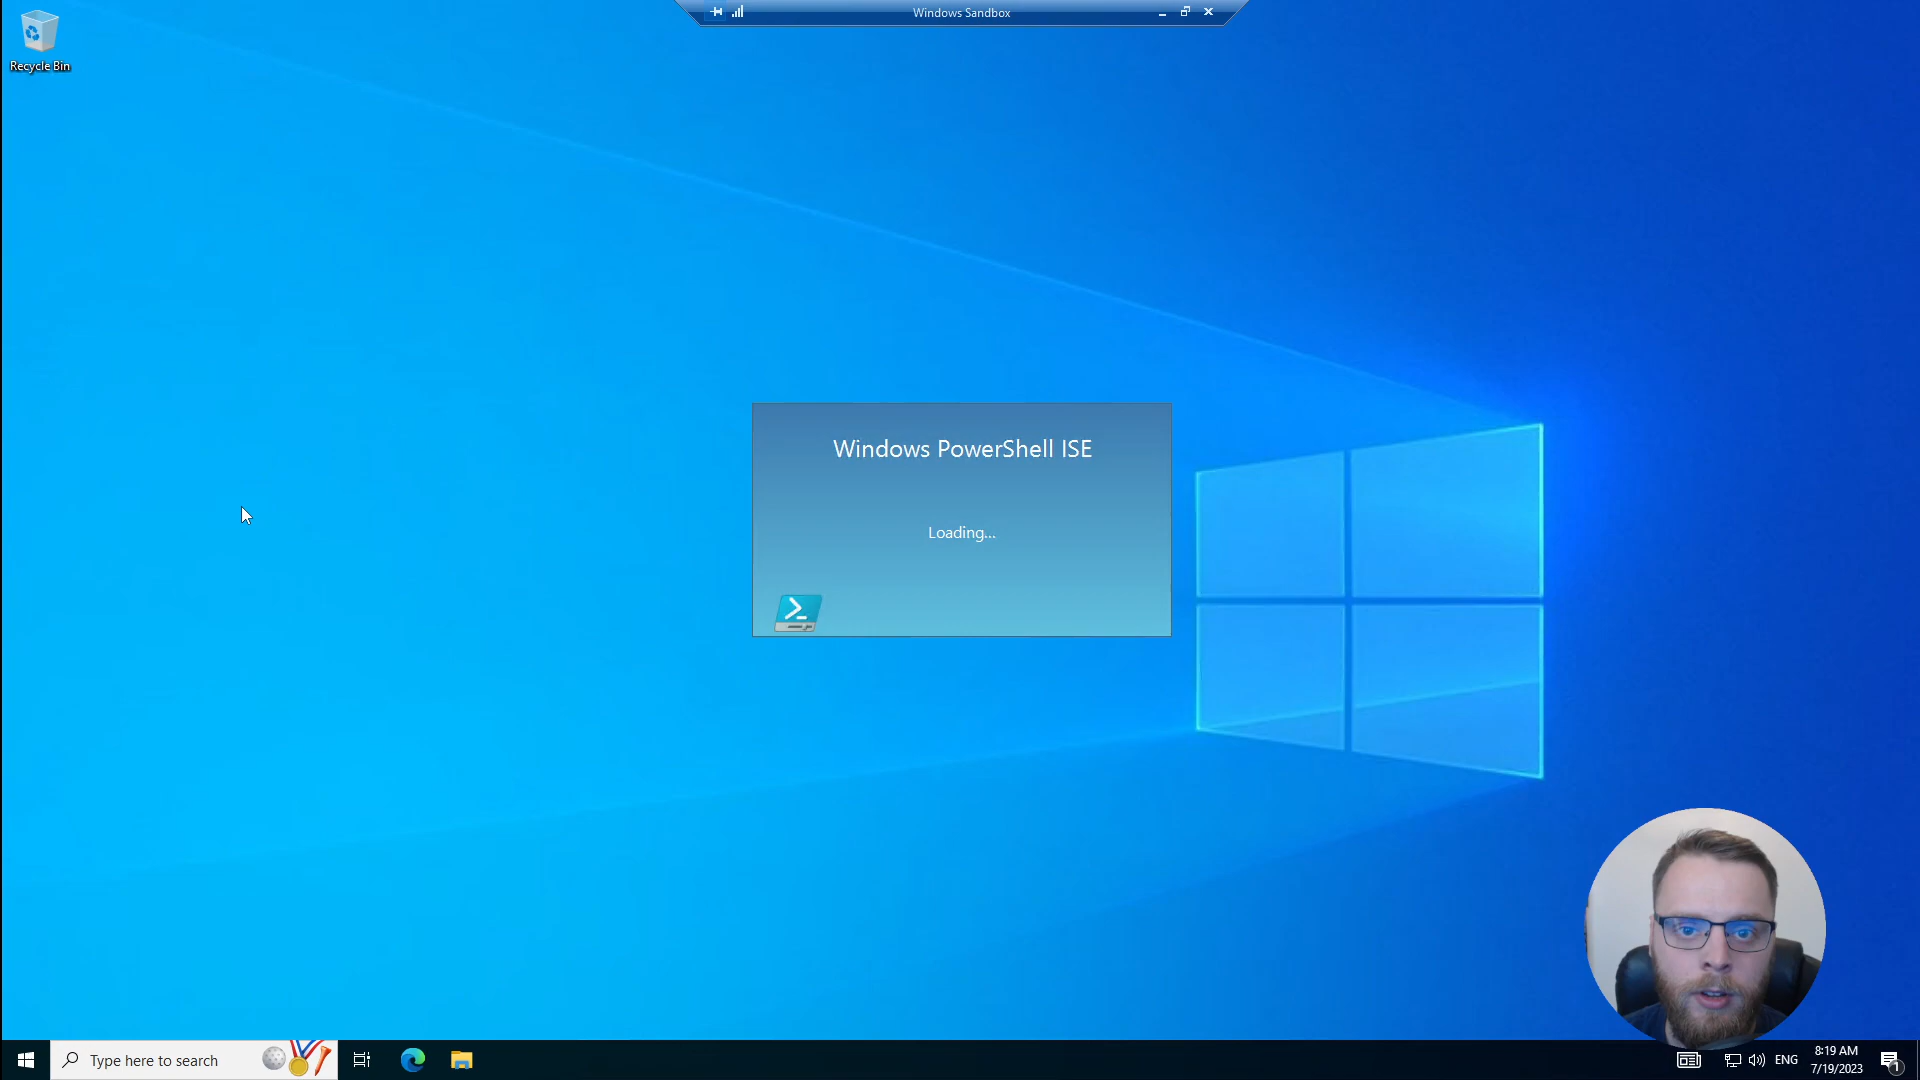 Windows Sandbox
Recycle Bin
Windows PowerShell ISE
Loading...
Type here to search
ENG
8:19 AM
7/19/2023
1